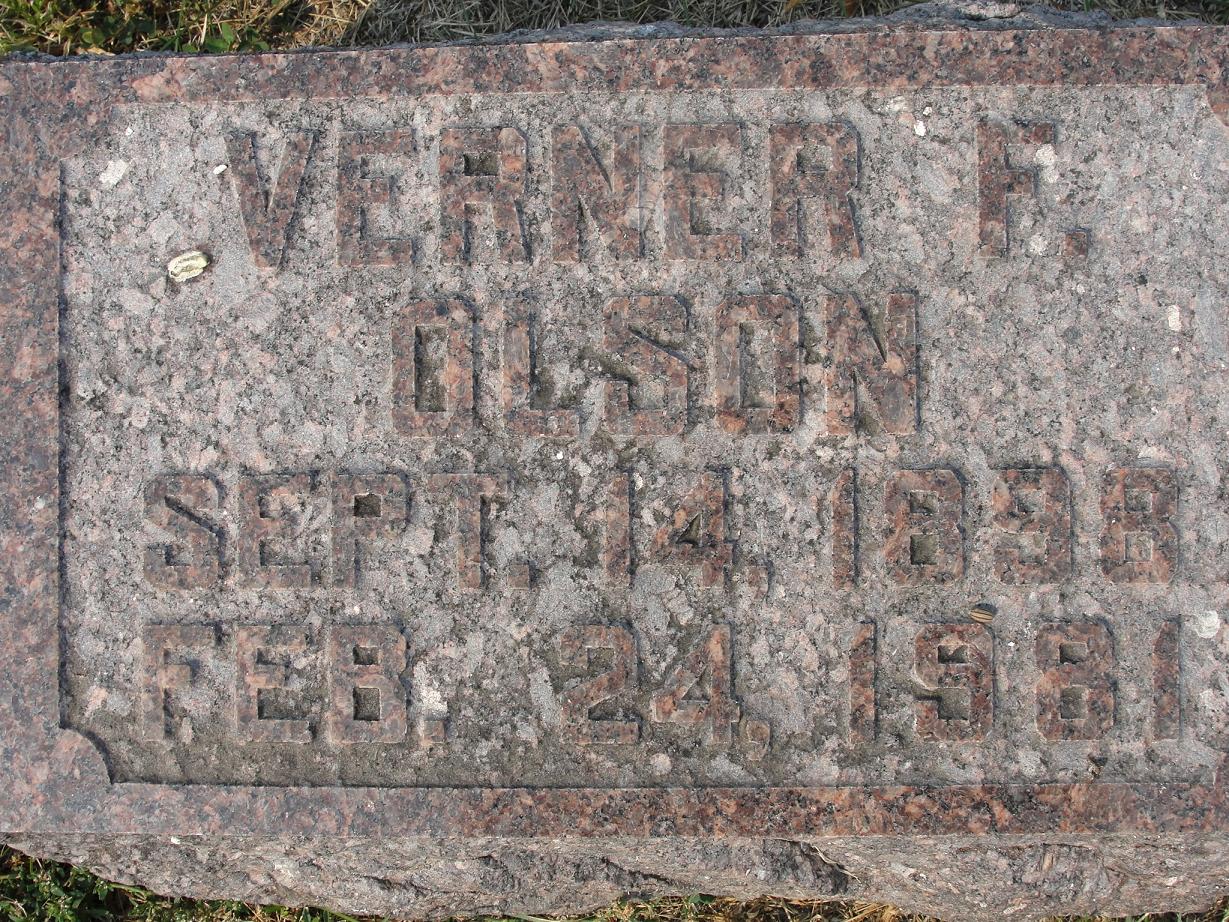 VERNER F.
OLSON
SEPT. 14, 1898
FEB. 24, 1981